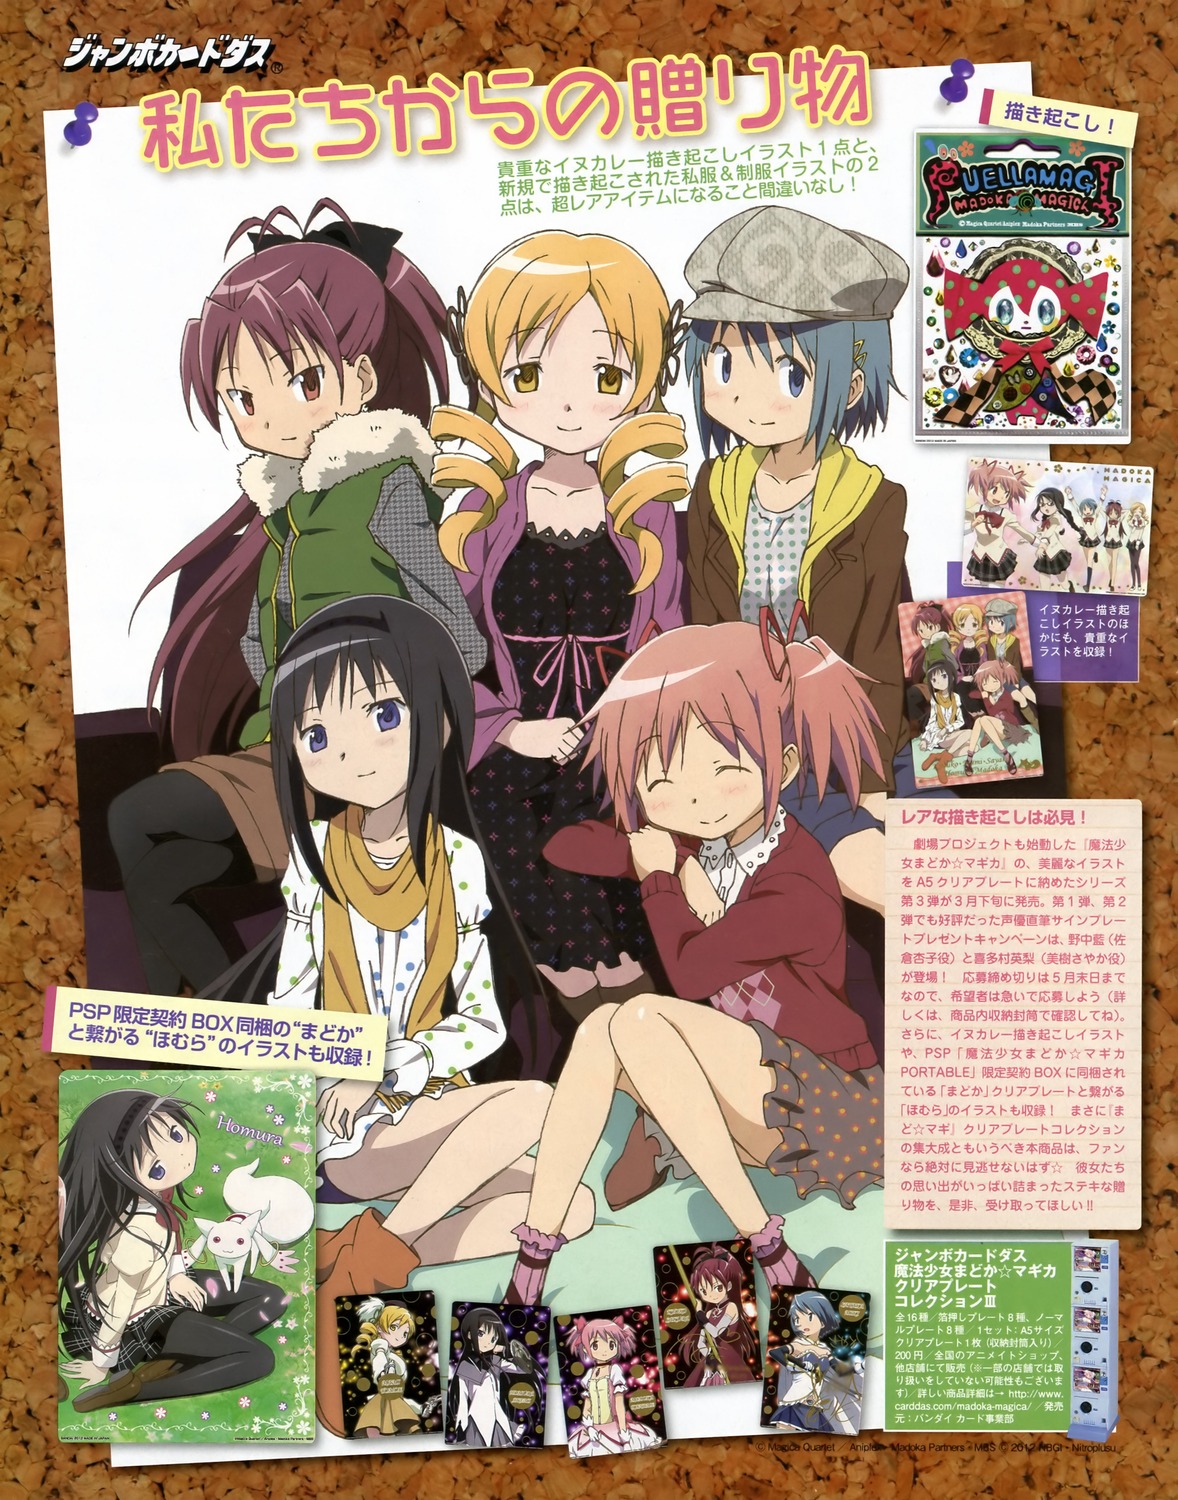 ジャンボカードダス®
私たちからの贈り物
貴重なイヌカレー描き起こしイラスト1点と、
新規で描き起こされた私服&制服イラストの2
点は、超レアアイテムになること間違いなし！
描き起こし！
PUELLAMAGI
MADOKA MAGICA
© Magica Quartet/Aniplex・Madoka Partners・MBS
MADOKA
MAGICA
イヌカレー描き起
こしイラストのほ
かにも、貴重なイ
ラストを収録！
レアな描き起こしは必見！
劇場プロジェクトも始動した『魔法少
女まどか☆マギカ』の、美麗なイラスト
をA5クリアプレートに納めたシリーズ
第3弾が3月下旬に発売。第1弾、第2
弾でも好評だった声優直筆サインプレー
トプレゼントキャンペーンは、野中藍（佐
倉杏子役）と喜多村英梨（美樹さやか役）
が登場！　応募締め切りは5月末日まで
なので、希望者は急いで応募しよう（詳
しくは、商品内収納封筒で確認してね）。
さらに、イヌカレー描き起こしイラスト
や、PSP「魔法少女まどか☆マギカ
PORTABLE」限定契約BOXに同梱され
ている「まどか」クリアプレートと繋がる
「ほむら」のイラストも収録！　まさに『ま
ど☆マギ』クリアプレートコレクション
の集大成ともいうべき本商品は、ファン
なら絶対に見逃せないはず☆　彼女たち
の思い出がいっぱい詰まったステキな贈
り物を、是非、受け取ってほしい!!
PSP限定契約BOX同梱の“まどか”
と繋がる“ほむら”のイラストも収録！
Homura
ジャンボカードダス
魔法少女まどか☆マギカ
クリアプレート
コレクションIII
全16種／箔押しプレート8種、ノーマ
ルプレート8種／1セット：A5サイズ
クリアプレート1枚（収納封筒入り）
200円／全国のアニメイトショップ、
他店舗にて販売（※一部の店舗では取
り扱いをしていない可能性もございま
す）／詳しい商品詳細は→ http://www.
carddas.com/madoka-magica/ ／発売
元：バンダイ カード事業部
© Magica Quartet／Aniplex・Madoka Partners・MBS © 2012 NBGI・Nitroplus